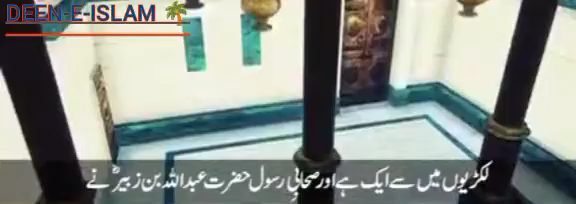 DEEN-E-ISLAM
لکڑیوں میں سے ایک ہے اور صحابیِ رسول حضرت عبداللہ بن زبیرؓ نے